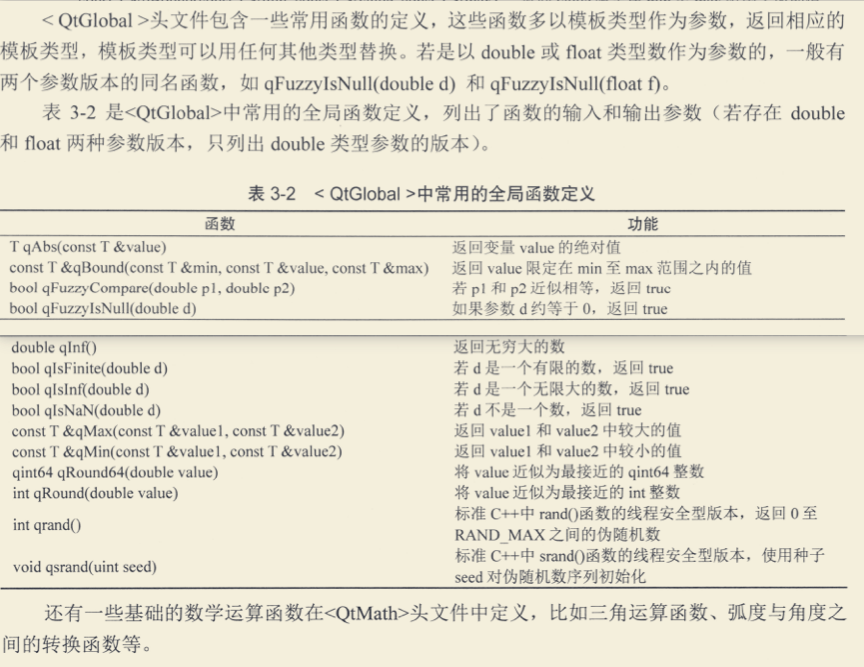 < QtGlobal >头文件包含一些常用函数的定义，这些函数多以模板类型作为参数，返回相应的
模板类型，模板类型可以用任何其他类型替换。若是以 double 或 float 类型数作为参数的，一般有
两个参数版本的同名函数，如 qFuzzyIsNull(double d) 和 qFuzzyIsNull(float f)。
表 3-2 是<QtGlobal>中常用的全局函数定义，列出了函数的输入和输出参数（若存在 double
和 float 两种参数版本，只列出 double 类型参数的版本）。
表 3-2 < QtGlobal >中常用的全局函数定义
函数 功能
T qAbs(const T &value) 返回变量 value 的绝对值
const T &qBound(const T &min, const T &value, const T &max) 返回 value 限定在 min 至 max 范围之内的值
bool qFuzzyCompare(double p1, double p2) 若 p1 和 p2 近似相等，返回 true
bool qFuzzyIsNull(double d) 如果参数 d 约等于 0，返回 true
double qInf() 返回无穷大的数
bool qIsFinite(double d) 若 d 是一个有限的数，返回 true
bool qIsInf(double d) 若 d 是一个无限大的数，返回 true
bool qIsNaN(double d) 若 d 不是一个数，返回 true
const T &qMax(const T &value1, const T &value2) 返回 value1 和 value2 中较大的值
const T &qMin(const T &value1, const T &value2) 返回 value1 和 value2 中较小的值
qint64 qRound64(double value) 将 value 近似为最接近的 qint64 整数
int qRound(double value) 将 value 近似为最接近的 int 整数
int qrand() 标准 C++中 rand()函数的线程安全型版本，返回 0 至
RAND_MAX 之间的伪随机数
void qsrand(uint seed) 标准 C++中 srand()函数的线程安全型版本，使用种子
seed 对伪随机数序列初始化
还有一些基础的数学运算函数在<QtMath>头文件中定义，比如三角运算函数、弧度与角度之
间的转换函数等。